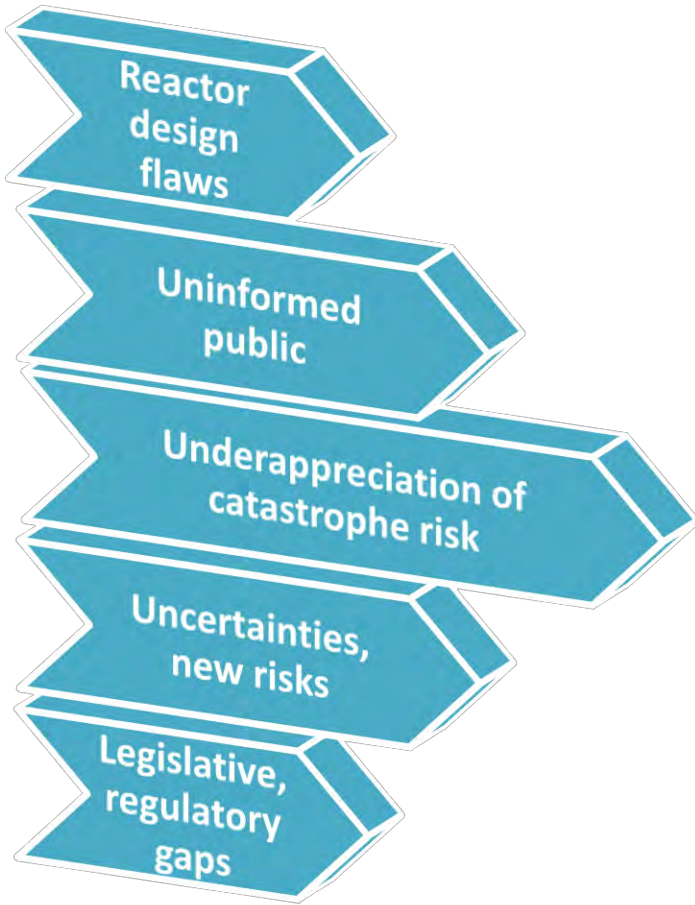 Reactor
design
flaws
Uninformed
public
Underappreciation of
catastrophe risk
Uncertainties,
new risks
Legislative,
regulatory
gaps